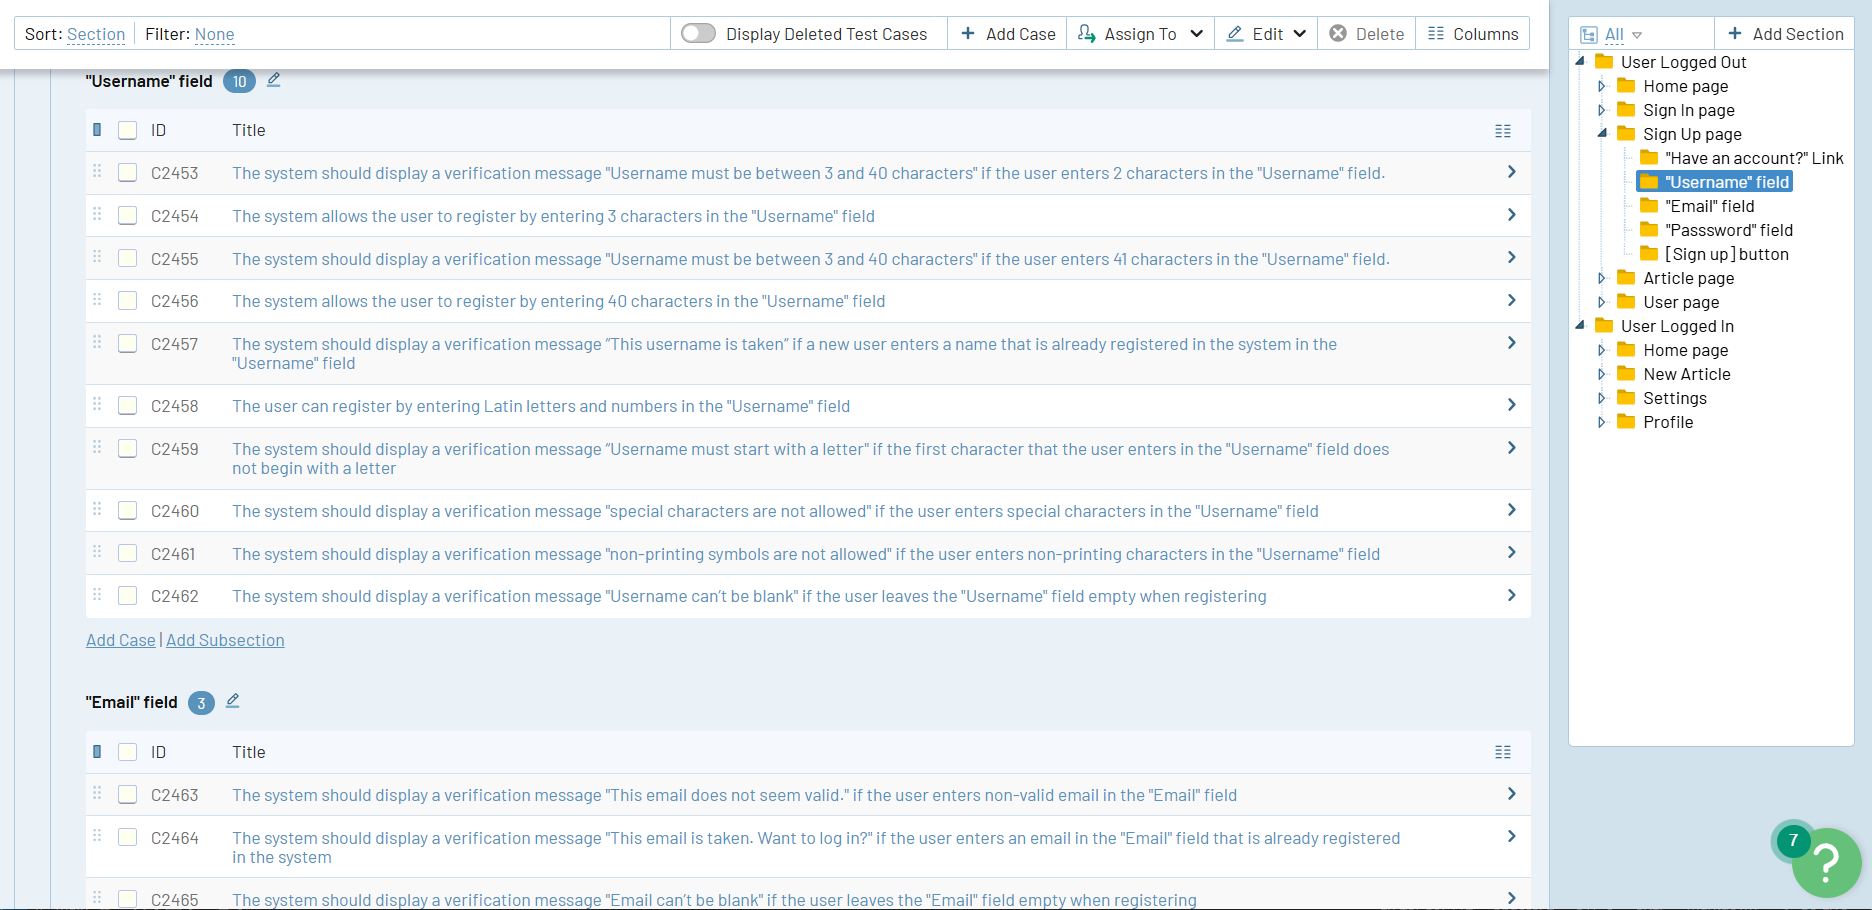 Sort: Section Filter: None Display Deleted Test Cases + Add Case Assign To Edit Delete Columns
"Username" field 10
ID Title
C2453 The system should display a verification message "Username must be between 3 and 40 characters" if the user enters 2 characters in the "Username" field.
C2454 The system allows the user to register by entering 3 characters in the "Username" field
C2455 The system should display a verification message "Username must be between 3 and 40 characters" if the user enters 41 characters in the "Username" field.
C2456 The system allows the user to register by entering 40 characters in the "Username" field
C2457 The system should display a verification message “This username is taken” if a new user enters a name that is already registered in the system in the
"Username" field
C2458 The user can register by entering Latin letters and numbers in the "Username" field
C2459 The system should display a verification message “Username must start with a letter" if the first character that the user enters in the "Username" field does
not begin with a letter
C2460 The system should display a verification message "special characters are not allowed" if the user enters special characters in the "Username" field
C2461 The system should display a verification message "non-printing symbols are not allowed" if the user enters non-printing characters in the "Username" field
C2462 The system should display a verification message "Username can’t be blank" if the user leaves the "Username" field empty when registering
Add Case | Add Subsection
"Email" field 3
ID Title
C2463 The system should display a verification message "This email does not seem valid." if the user enters non-valid email in the "Email" field
C2464 The system should display a verification message "This email is taken. Want to log in?" if the user enters an email in the "Email" field that is already registered
in the system
C2465 The system should display a verification message "Email can’t be blank" if the user leaves the "Email" field empty when registering
All + Add Section
User Logged Out
Home page
Sign In page
Sign Up page
"Have an account?" Link
"Username" field
"Email" field
"Passsword" field
[Sign up] button
Article page
User page
User Logged In
Home page
New Article
Settings
Profile
7
?